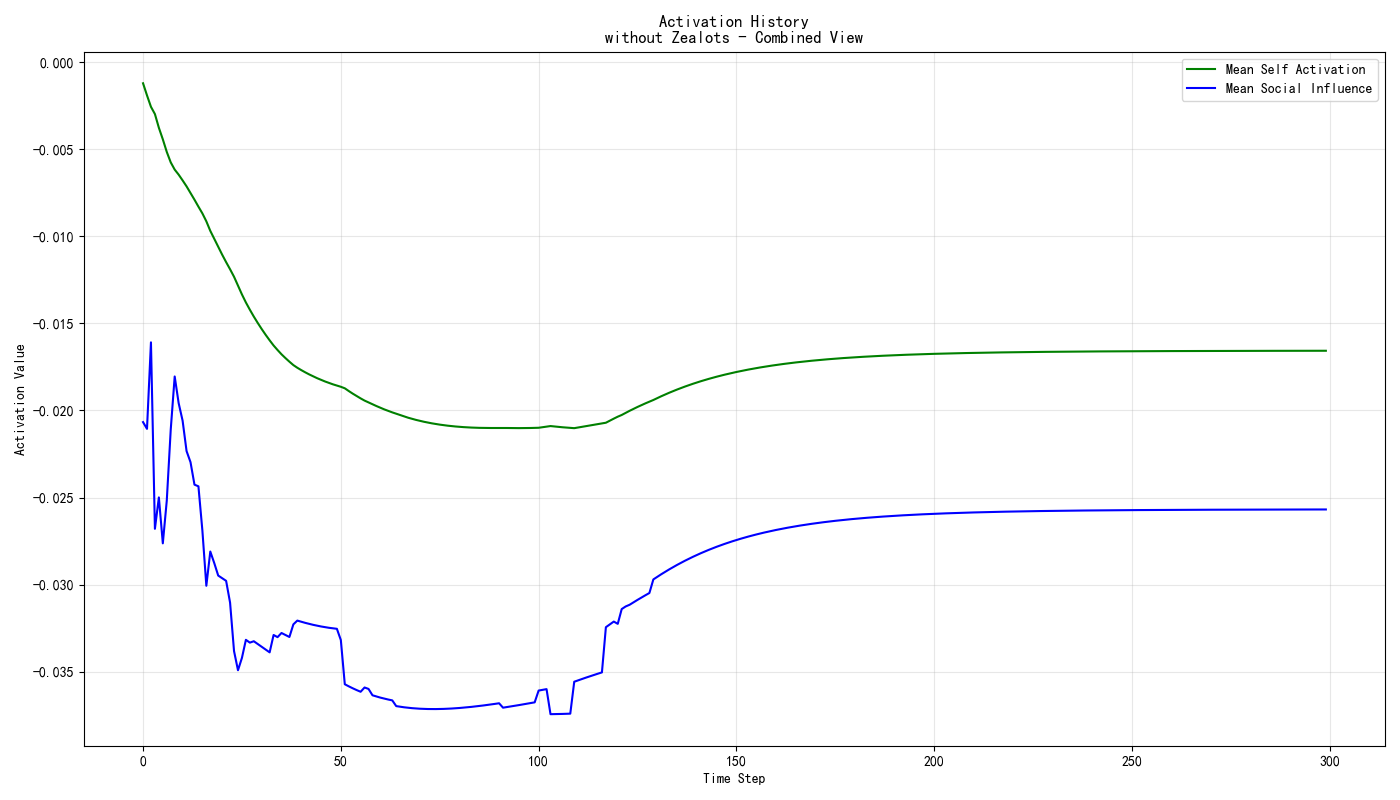 Activation History
without Zealots - Combined View
Mean Self Activation
Mean Social Influence
Activation Value
0.000
-0.005
-0.010
-0.015
-0.020
-0.025
-0.030
-0.035
0
50
100
150
200
250
300
Time Step